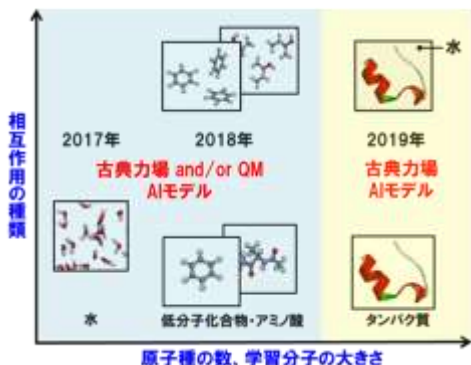 水
2017年
2018年
2019年
古典力場 and/or QM
AIモデル
古典力場
AIモデル
水
低分子化合物・アミノ酸
タンパク質
相互作用の種類
原子種の数、学習分子の大きさ